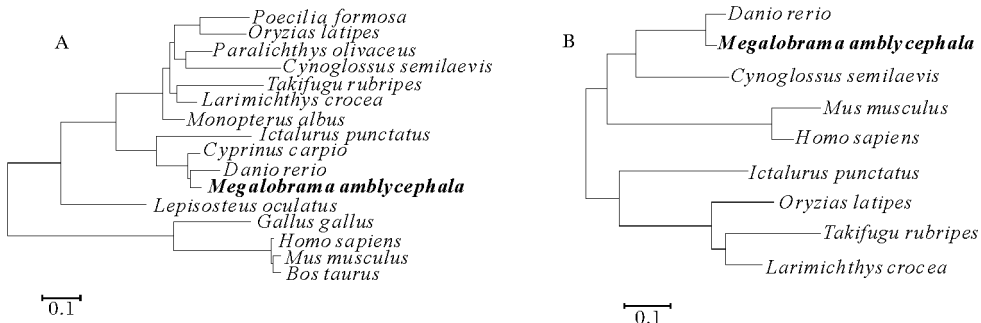 A
Poecilia formosa
Oryzias latipes
Paralichthys olivaceus
Cynoglossus semilaevis
Takifugu rubripes
Larimichthys crocea
Monopterus albus
Ictalurus punctatus
Cyprinus carpio
Danio rerio
Megalobrama amblycephala
Lepisosteus oculatus
Gallus gallus
Homo sapiens
Mus musculus
Bos taurus
0.1
B
Danio rerio
Megalobrama amblycephala
Cynoglossus semilaevis
Mus musculus
Homo sapiens
Ictalurus punctatus
Oryzias latipes
Takifugu rubripes
Larimichthys crocea
0.1